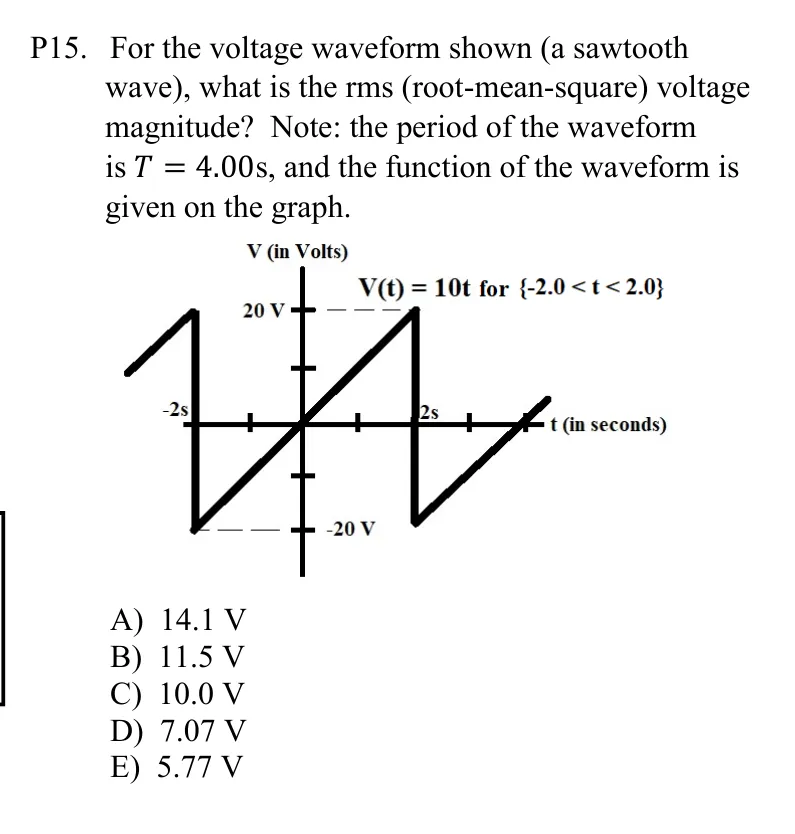 P15. For the voltage waveform shown (a sawtooth
wave), what is the rms (root-mean-square) voltage
magnitude? Note: the period of the waveform
is T = 4.00s, and the function of the waveform is
given on the graph.
V (in Volts)
V(t) = 10t for {-2.0 < t < 2.0}
20 V
-2s
2s
t (in seconds)
-20 V
A) 14.1 V
B) 11.5 V
C) 10.0 V
D) 7.07 V
E) 5.77 V